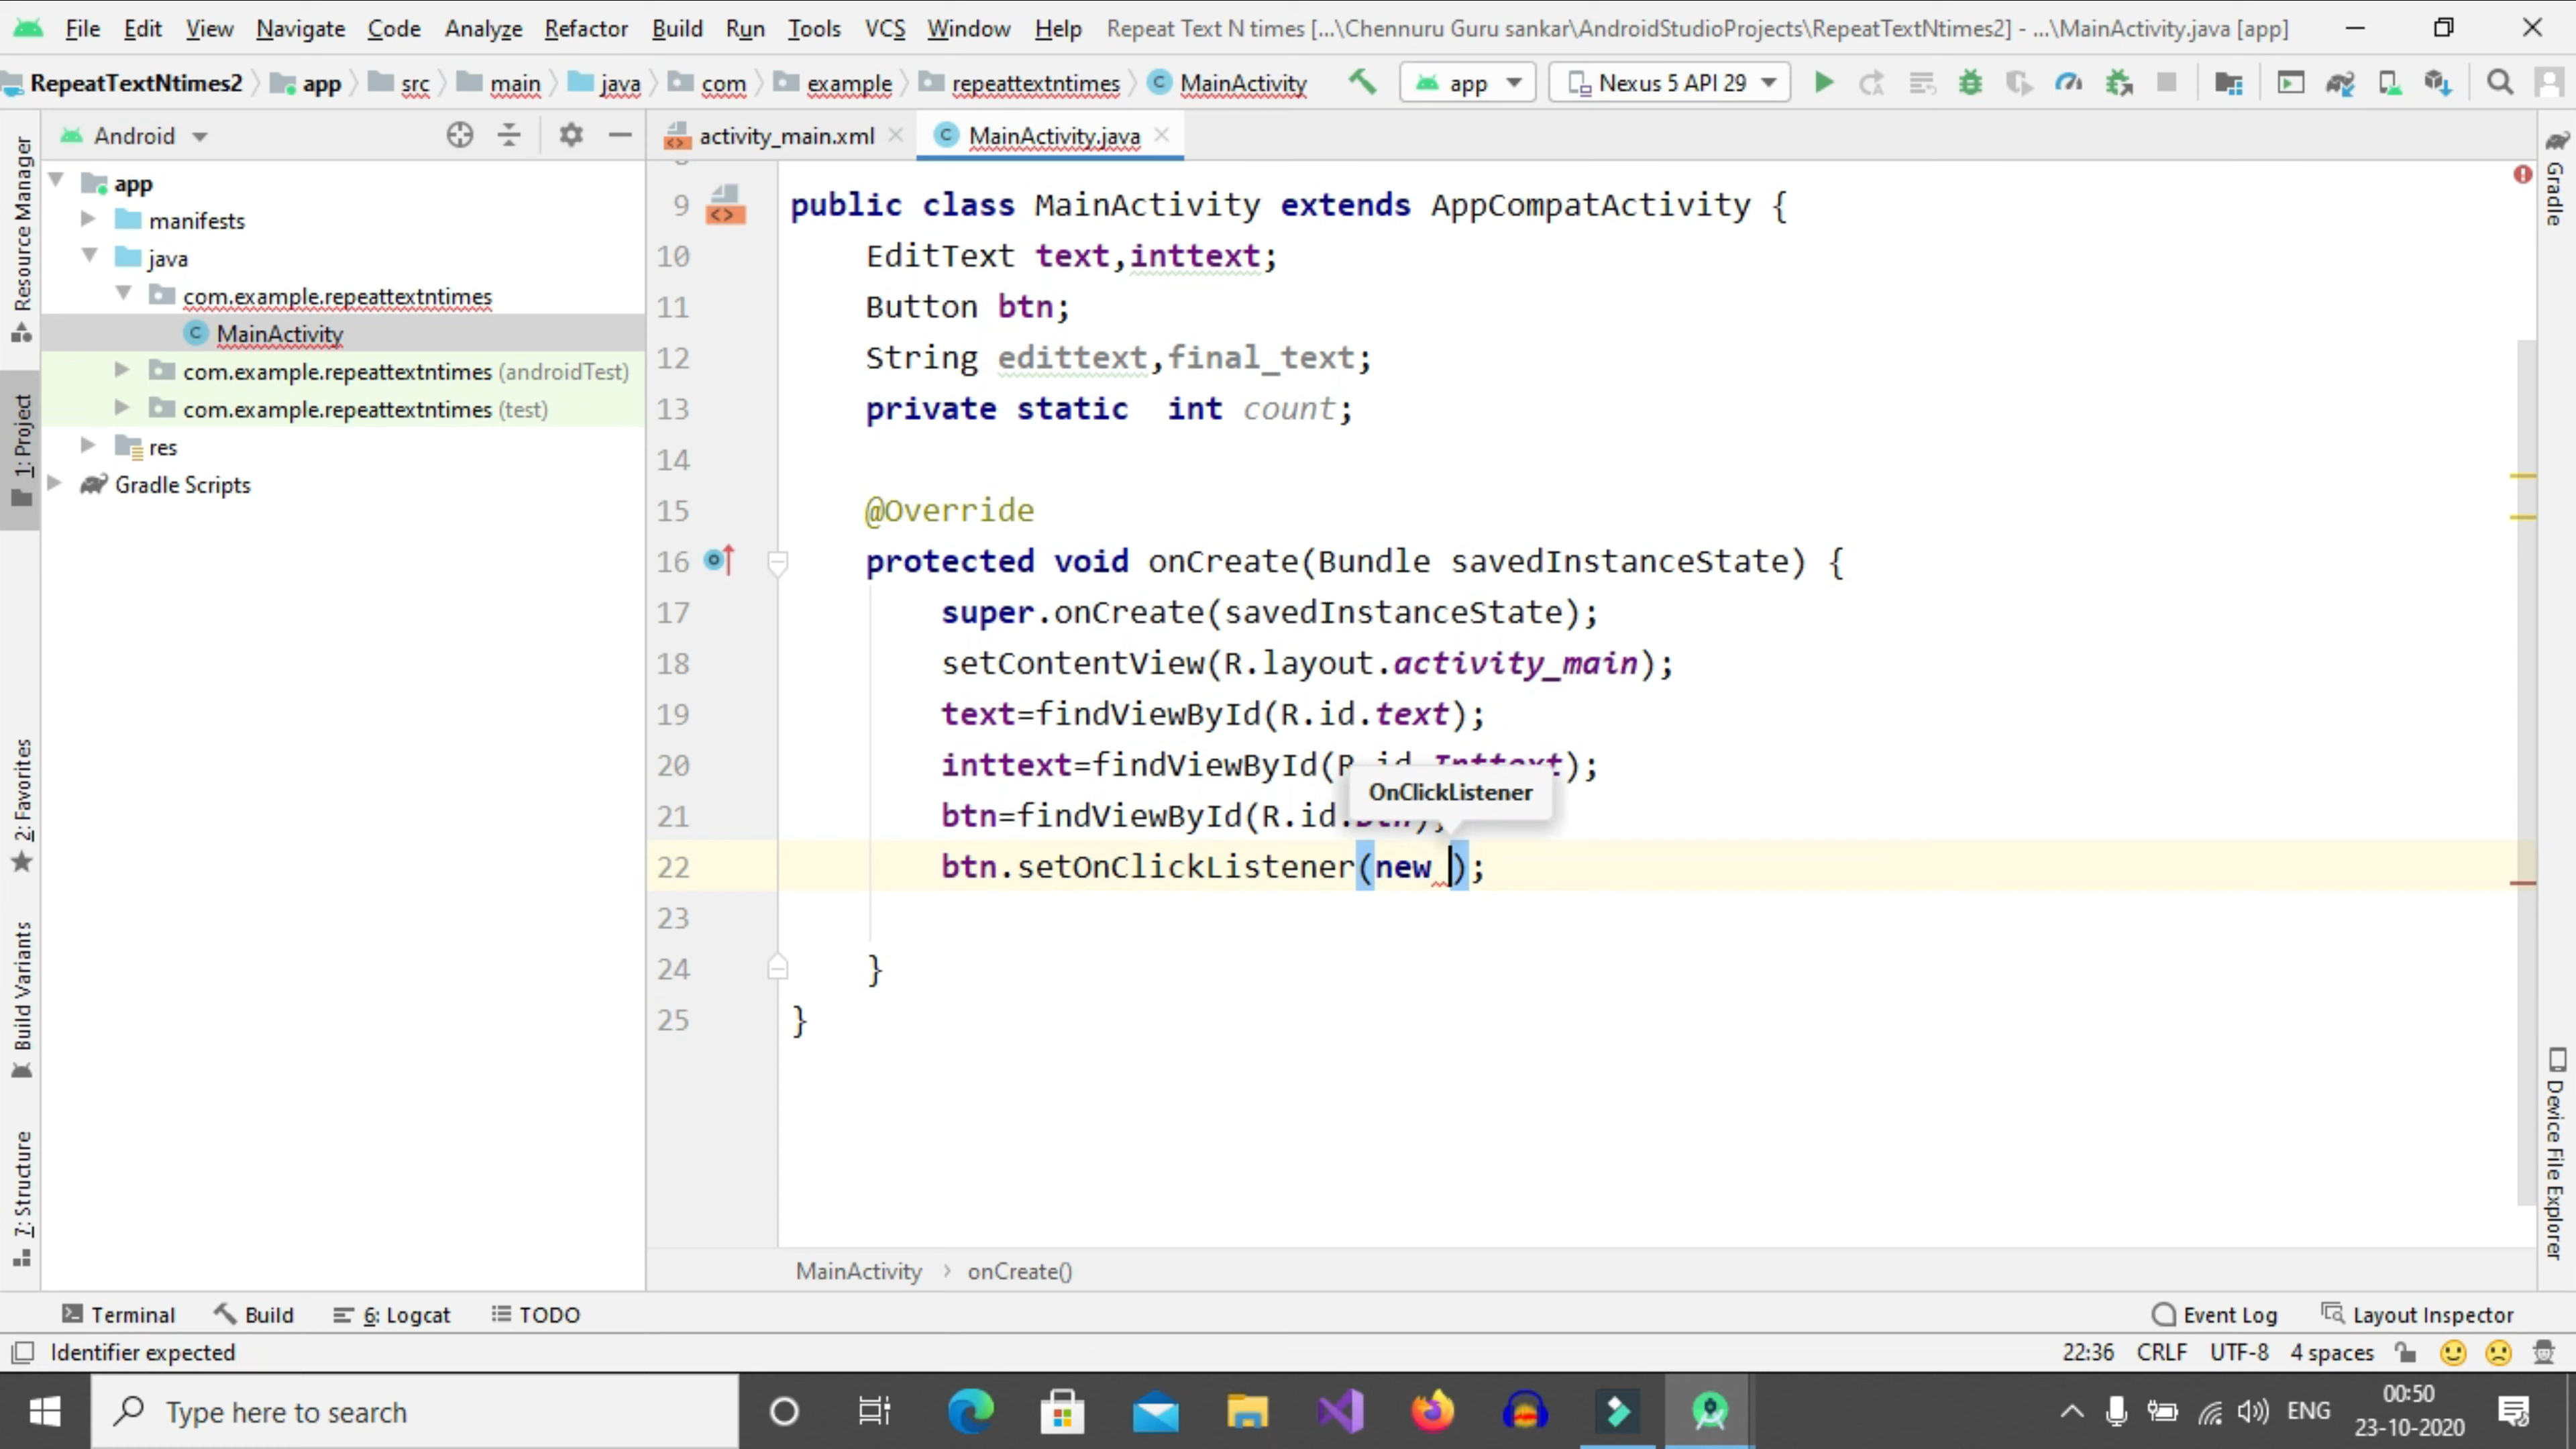 File Edit View Navigate Code Analyze Refactor Build Run Tools VCS Window Help Repeat Text N times [...\Chennuru Guru sankar\AndroidStudioProjects\RepeatTextNtimes2] - ...\MainActivity.java [app]
RepeatTextNtimes2 app src main java com example repeattextntimes MainActivity app Nexus 5 API 29
Android
activity_main.xml MainActivity.java
Resource Manager
1: Project
2: Favorites
Build Variants
7: Structure
app
manifests
java
com.example.repeattextntimes
MainActivity
com.example.repeattextntimes (androidTest)
com.example.repeattextntimes (test)
res
Gradle Scripts
9 public class MainActivity extends AppCompatActivity {
10 EditText text,inttext;
11 Button btn;
12 String edittext,final_text;
13 private static  int count;
14
15 @Override
16 protected void onCreate(Bundle savedInstanceState) {
17 super.onCreate(savedInstanceState);
18 setContentView(R.layout.activity_main);
19 text=findViewById(R.id.text);
20 inttext=findViewById(R.id.Inttext);
OnClickListener
21 btn=findViewById(R.id.btn);
22 btn.setOnClickListener(new );
23
24 }
25 }
Gradle
Device File Explorer
MainActivity > onCreate()
Terminal Build 6: Logcat TODO Event Log Layout Inspector
Identifier expected 22:36 CRLF UTF-8 4 spaces
Type here to search ENG 00:50
23-10-2020